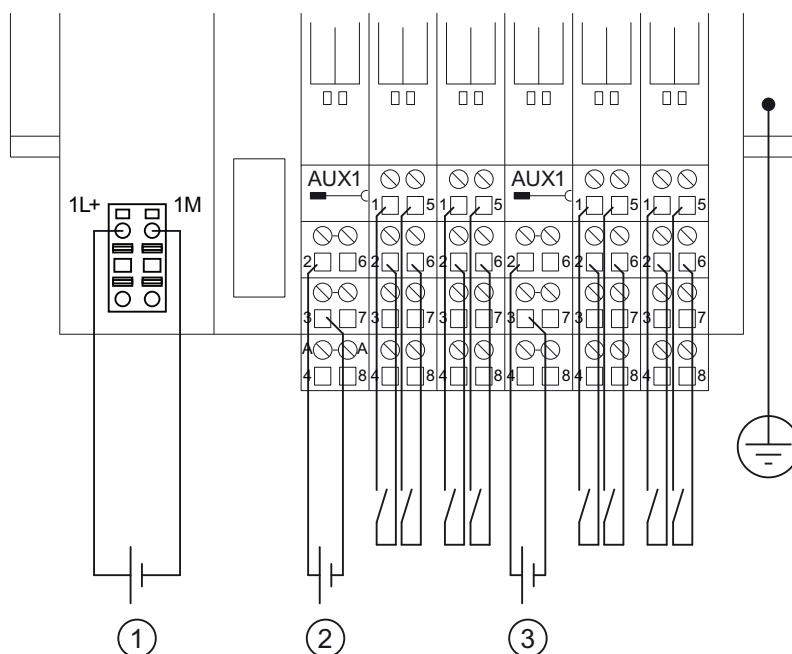 AUX1 AUX1
1L+ 1M 1 5 1 5 1 5 1 5
2 6 2 6 2 6 2 6 2 6 2 6
3 7 3 7 3 7 3 7 3 7 3 7
A A
4 8 4 8 4 8 4 8 4 8 4 8
1 2 3